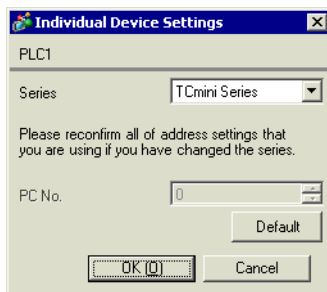 Individual Device Settings
PLC1
Series TCmini Series
Please reconfirm all of address settings that
you are using if you have changed the series.
PC No. 0
Default
OK (O) Cancel